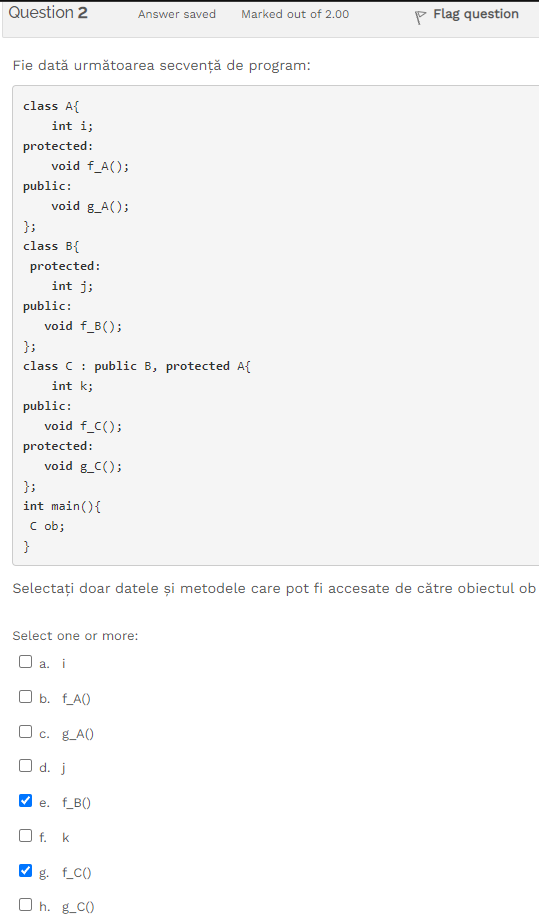 Question 2 Answer saved Marked out of 2.00 Flag question
Fie dată următoarea secvență de program:
class A{
    int i;
protected:
    void f_A();
public:
    void g_A();
};
class B{
 protected:
    int j;
public:
   void f_B();
};
class C : public B, protected A{
    int k;
public:
   void f_C();
protected:
   void g_C();
};
int main(){
 C ob;
}
Selectați doar datele și metodele care pot fi accesate de către obiectul ob
Select one or more:
a. i
b. f_A()
c. g_A()
d. j
e. f_B()
f. k
g. f_C()
h. g_C()